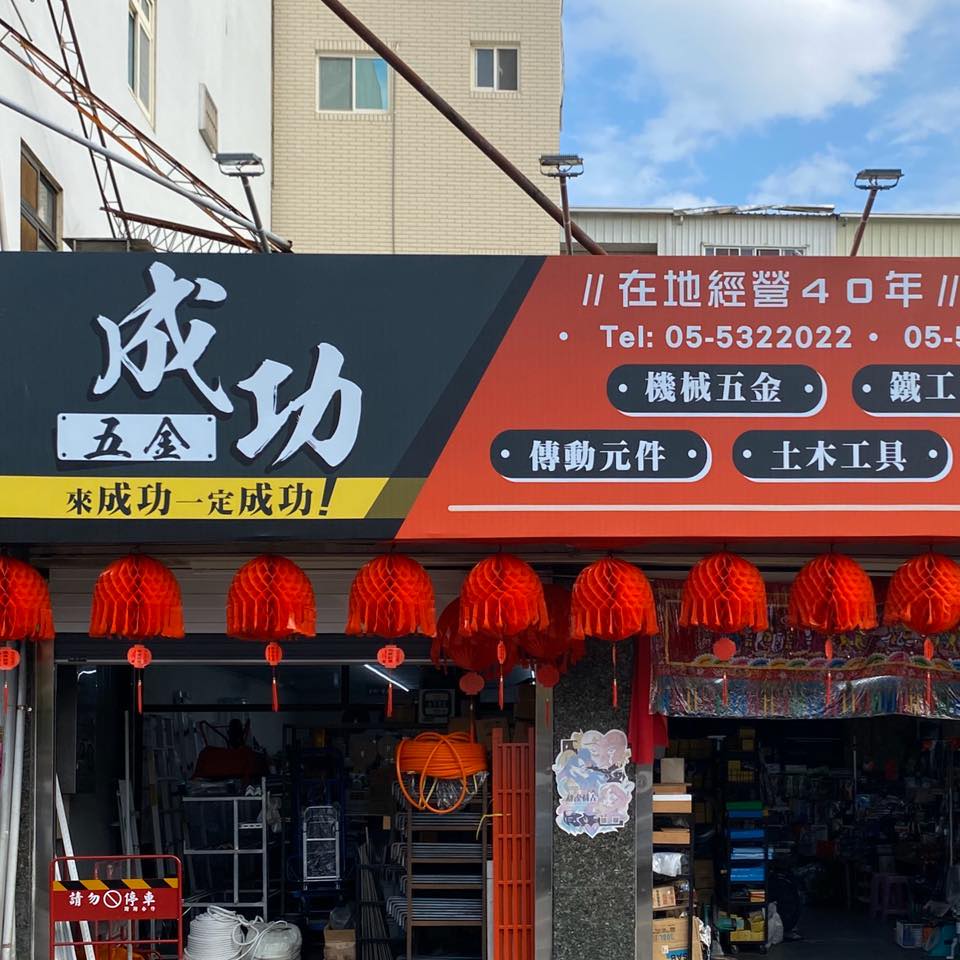 成功
五金
來成功一定成功!
//在地經營40年//
• Tel: 05-5322022 • 05-5
• 機械五金 •
• 鐵工
• 傳動元件 •
• 土木工具 •
請勿停車